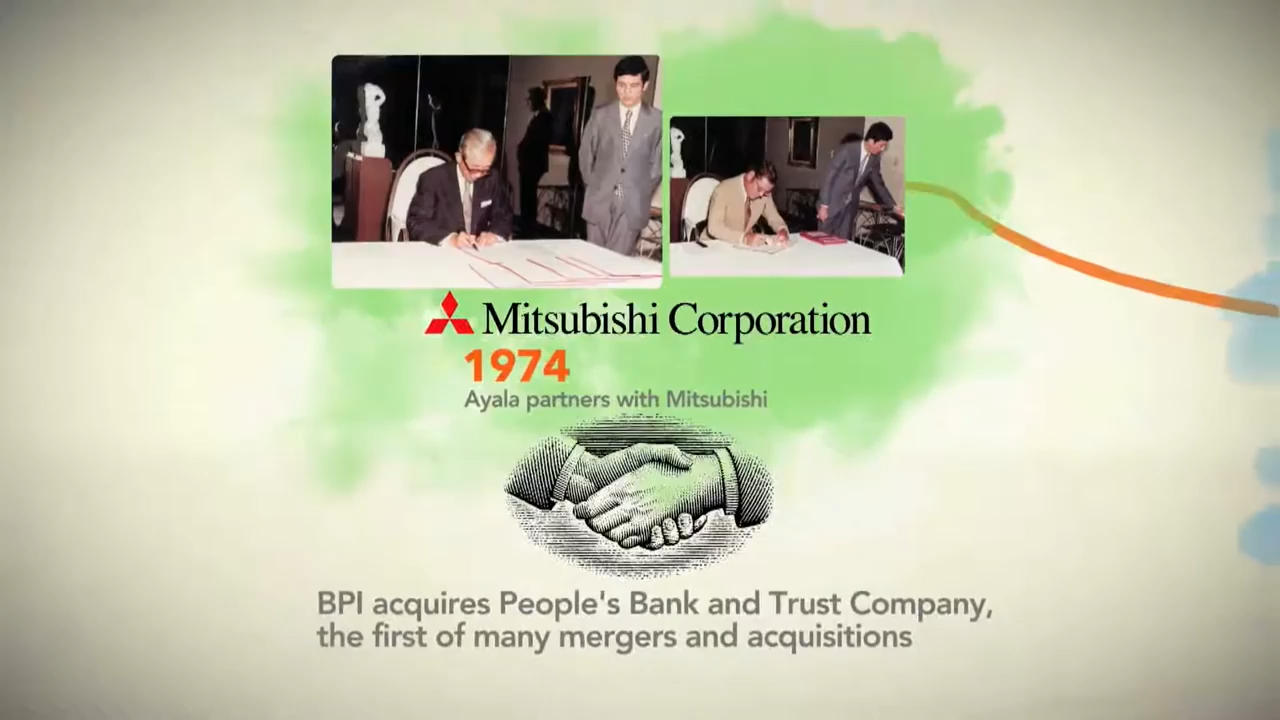 Mitsubishi Corporation
1974
Ayala partners with Mitsubishi
BPI acquires People's Bank and Trust Company,
the first of many mergers and acquisitions